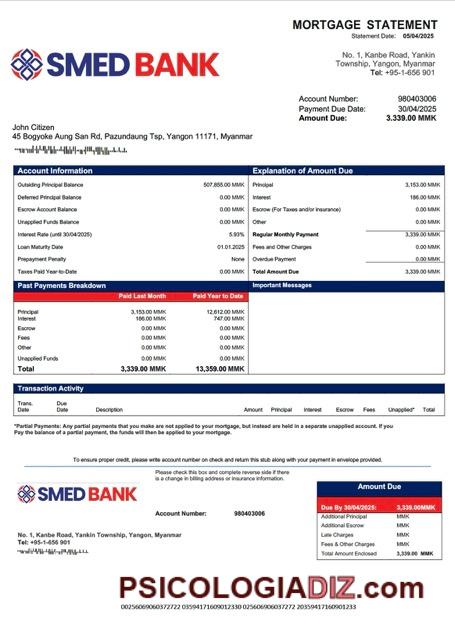 MORTGAGE STATEMENT
Statement Date: 05/04/2025
SMED BANK
No. 1, Kanbe Road, Yankin
Township, Yangon, Myanmar
Tel: +95-1-656 901
Account Number: 980403006
Payment Due Date: 30/04/2025
Amount Due: 3.339.00 MMK
John Citizen
45 Bogyoke Aung San Rd, Pazundaung Tsp, Yangon 11171, Myanmar
Account Information
Outsiding Principal Balance 507,855.00 MMK
Deferred Principal Balance 0.00 MMK
Escrow Account Balance 0.00 MMK
Unapplied Funds Balance 0.00 MMK
Interest Rate (until 30/04/2025) 5.93%
Loan Maturity Date 01.01.2025
Prepayment Penalty None
Taxes Paid Year-to-Date 0.00 MMK
Explanation of Amount Due
Principal 3,153.00 MMK
Interest 186.00 MMK
Escrow (For Taxes and/or insurance) 0.00 MMK
Other 0.00 MMK
Regular Monthly Payment 3,339.00 MMK
Fees and Other Charges 0.00 MMK
Overdue Payment 0.00 MMK
Total Amount Due 3,339.00 MMK
Past Payments Breakdown
Paid Last Month Paid Year to Date
Principal 3,153.00 MMK 12,612.00 MMK
Interest 186.00 MMK 747.00 MMK
Escrow 0.00 MMK 0.00 MMK
Fees 0.00 MMK 0.00 MMK
Other 0.00 MMK 0.00 MMK
Unapplied Funds 0.00 MMK 0.00 MMK
Total 3,339.00 MMK 13,359.00 MMK
Important Messages
Transaction Activity
Trans. Date Due Date Description Amount Principal Interest Escrow Fees Unapplied* Total
*Partial Payments: Any partial payments that you make are not applied to your mortgage, but instead are held in a separate unapplied account. If you
Pay the balance of a partial payment, the funds will then be applied to your mortgage.
To ensure proper credit, please write account number on check and return this stub along with your payment in envelope provided.
Please check this box and complete reverse side if there
is a change in billing address or insurance information.
SMED BANK
Account Number: 980403006
No. 1, Kanbe Road, Yankin Township, Yangon, Myanmar
Tel: +95-1-656 901
Amount Due
Due By 30/04/2025: 3,339.00MMK
Additional Principal MMK
Additional Escrow MMK
Late Charges MMK
Fees & Other Charges MMK
Total Amount Enclosed 3,339.00 MMK
PSICOLOGIADIZ.com
0025606906037272 2 03594171609012330 0256069060372722 20359417160901233